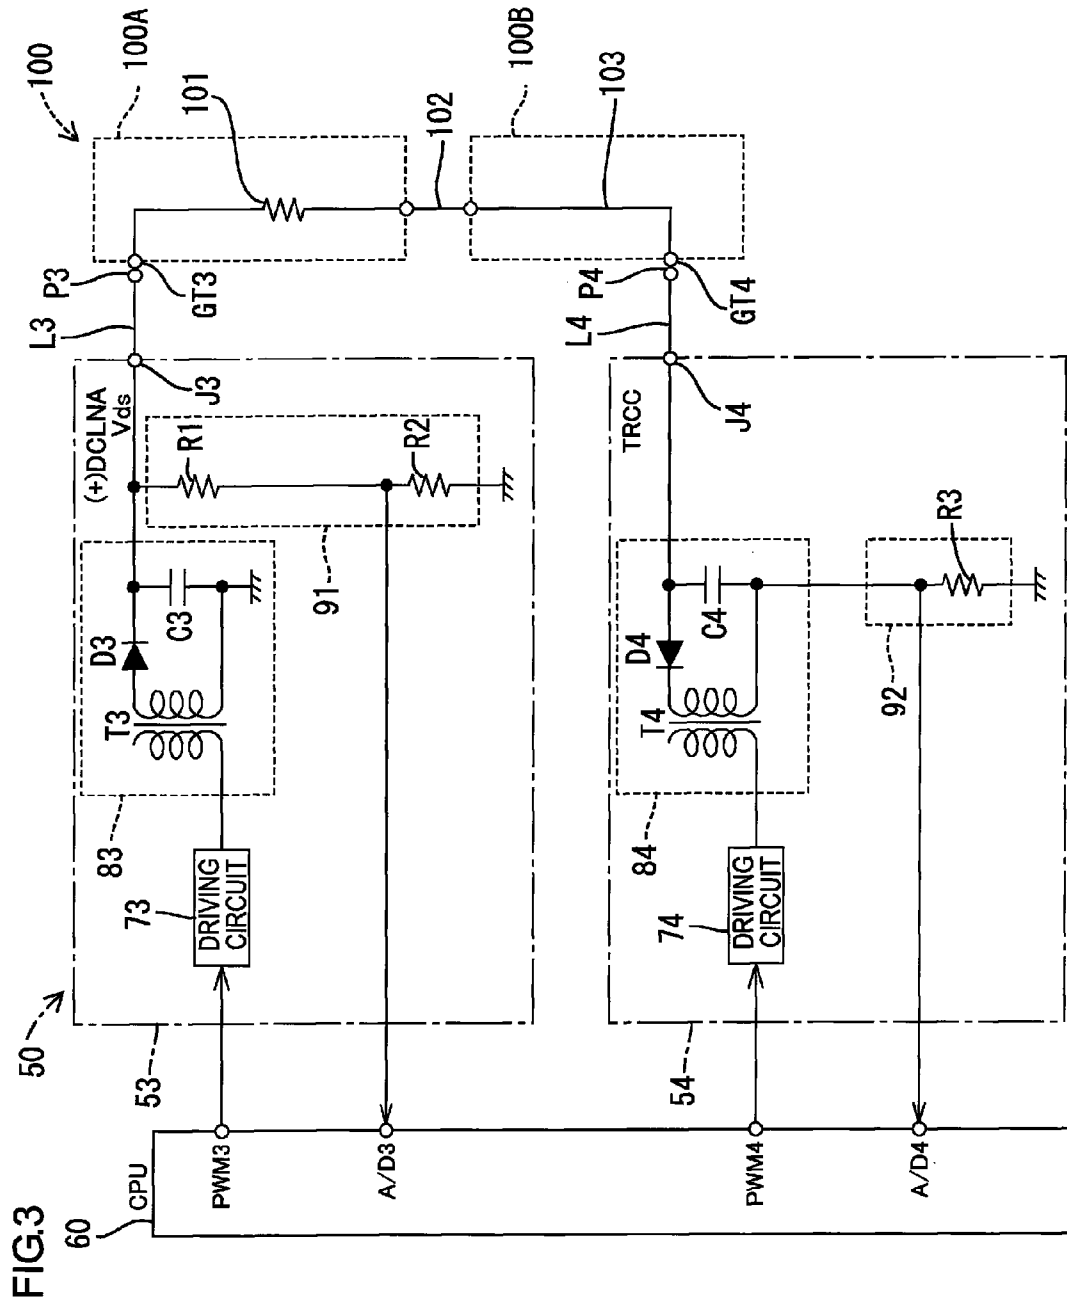 FIG.3
50
100
60
CPU
PWM3
A/D3
PWM4
A/D4
53
73
DRIVING
CIRCUIT
83
T3
D3
C3
(+)DCLNA
Vds
91
R1
R2
J3
L3
P3
GT3
100A
101
102
100B
103
54
74
DRIVING
CIRCUIT
84
T4
D4
C4
TRCC
92
R3
J4
L4
P4
GT4